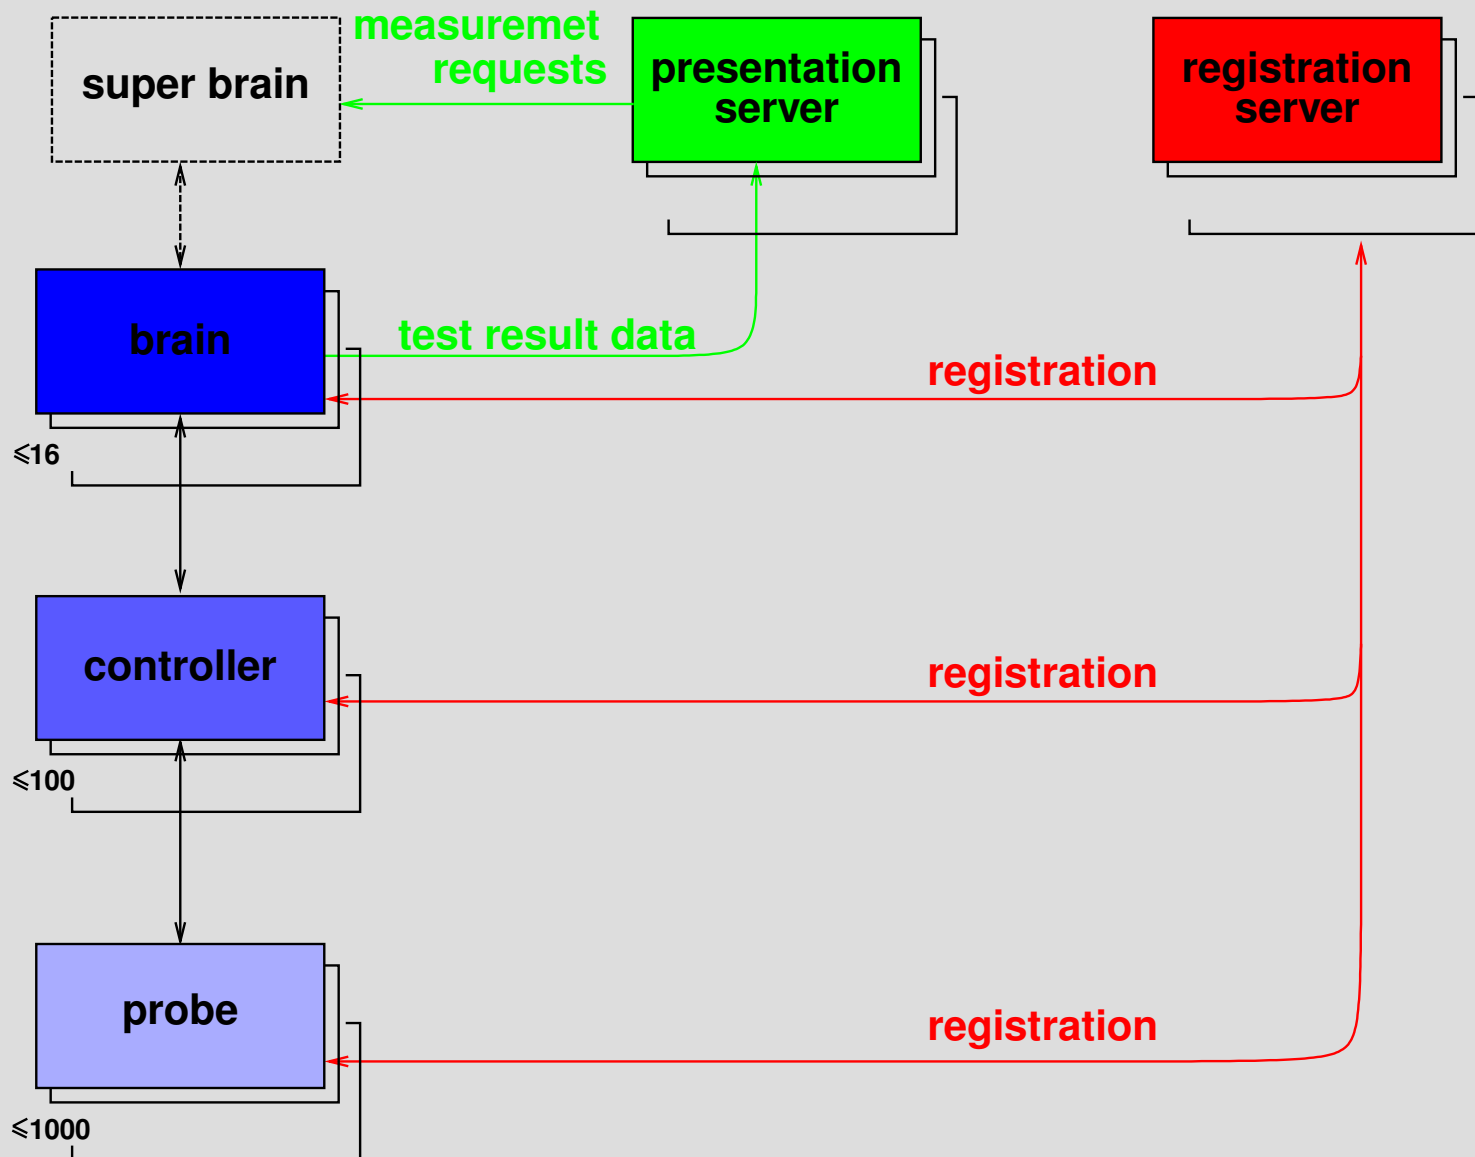 measuremet
requests
super brain
presentation
server
registration
server
brain
test result data
registration
⩽16
controller
registration
⩽100
probe
registration
⩽1000